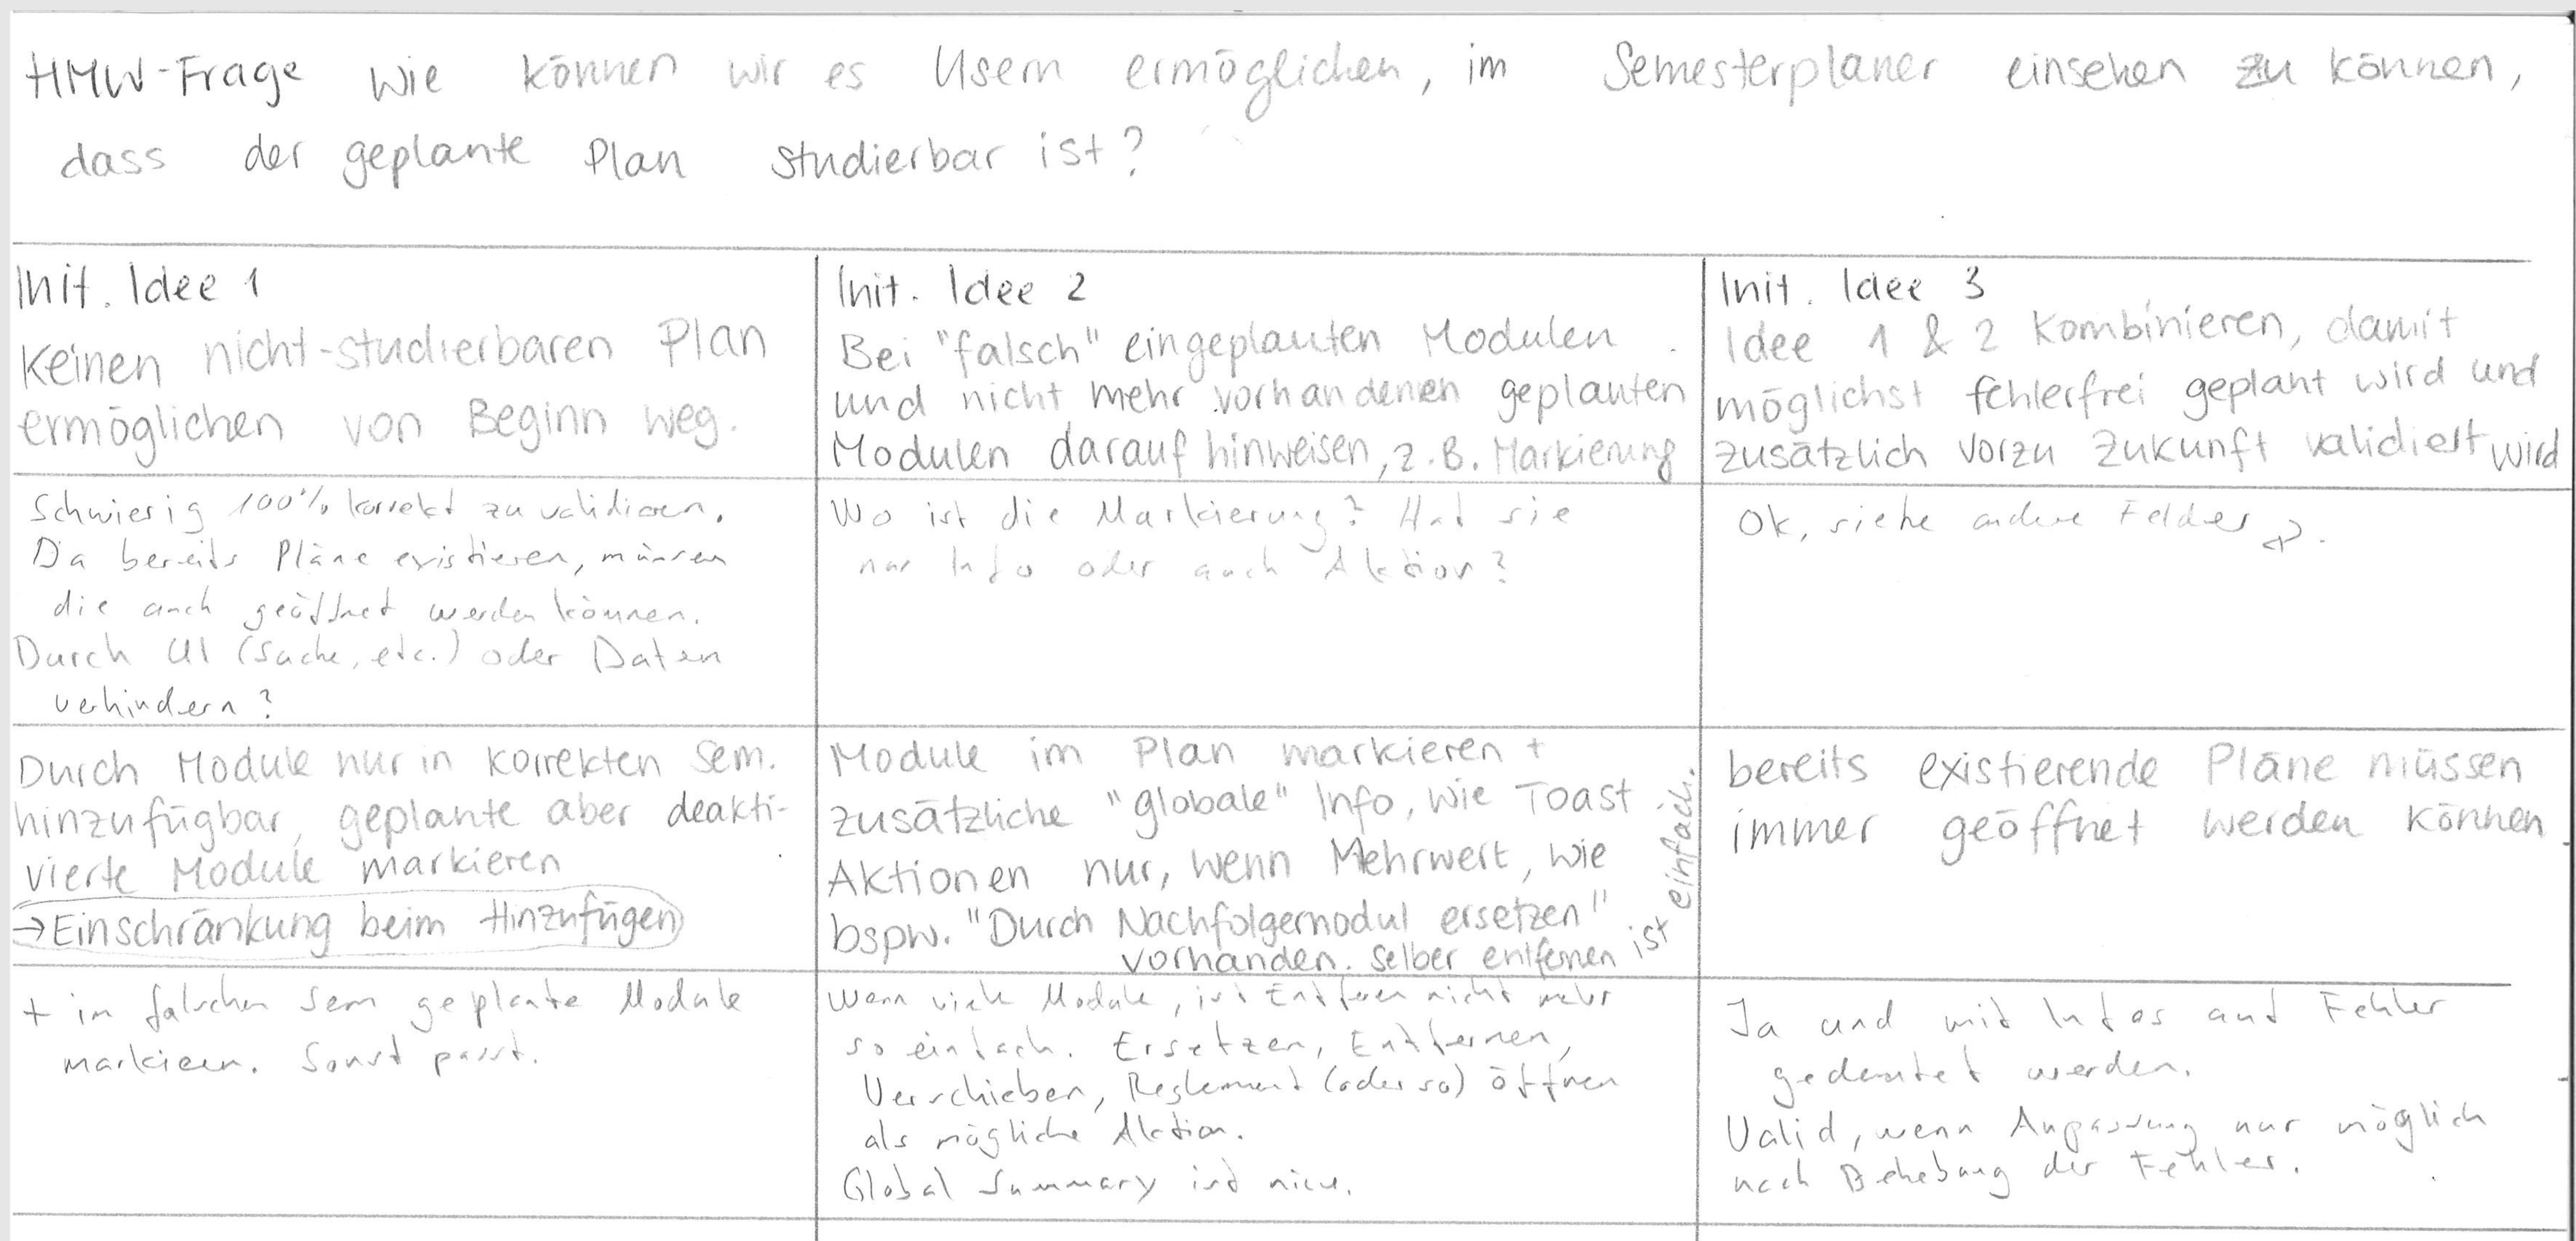 HMW-Frage Wie können wir es Usern ermöglichen, im Semesterplaner einsehen zu können,
dass der geplante Plan studierbar ist?
Init. Idee 1
Keinen nicht-studierbaren Plan
ermöglichen von Beginn weg.
Init. Idee 2
Bei "falsch" eingeplanten Modulen
und nicht mehr vorhandenen geplanten
Modulen darauf hinweisen, z.B. Markierung
Init. Idee 3
Idee 1 & 2 kombinieren, damit
möglichst fehlerfrei geplant wird und
zusätzlich vorzu Zukunft validiert wird
Schwierig 100% korrekt zu validieren.
Da bereits Pläne existieren, müssen
die auch geöffnet werden können.
Durch UI (Suche, etc.) oder Daten
verhindern?
Wo ist die Markierung? Hat sie
nur Info oder auch Aktion?
Ok, siehe andere Felder
Durch Module nur in korrekten Sem.
hinzufügbar, geplante aber deakti-
vierte Module markieren
→ Einschränkung beim Hinzufügen
Module im Plan markieren +
zusätzliche "globale" Info, wie Toast
Aktionen nur, wenn Mehrwert, wie
bspw. "Durch Nachfolgermodul ersetzen"
vorhanden. Selber entfernen ist einfach.
bereits existierende Pläne müssen
immer geöffnet werden können
+ in falschen Sem geplante Module
markieren. Sonst passt.
Wenn viele Module, ist Entfernen nicht mehr
so einfach. Ersetzen, Entfernen,
Verschieben, Reglement (oder so) öffnen
als mögliche Aktion.
Global Summary ist nice.
Ja und mit Infos auf Fehler
gedeutet werden.
Valid, wenn Anpassung nur möglich
nach Behebung der Fehler.